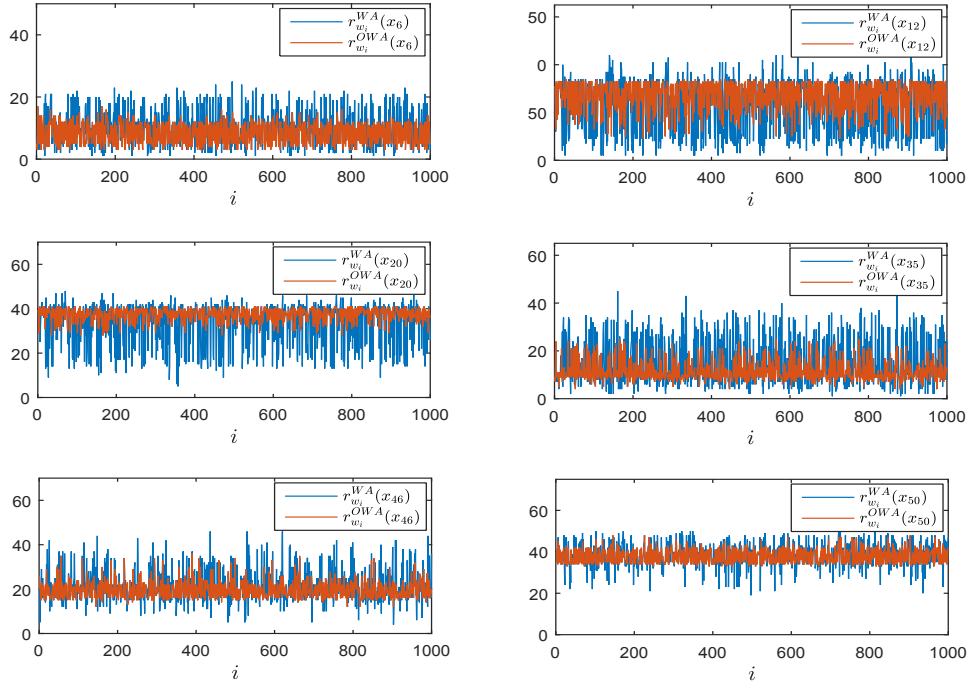 40
20
0
0 200 400 600 800 1000
i
r_{w_i}^{WA}(x_6)
r_{w_i}^{OWA}(x_6)
50
0
50
0
0 200 400 600 800 1000
i
r_{w_i}^{WA}(x_{12})
r_{w_i}^{OWA}(x_{12})
60
40
20
0
0 200 400 600 800 1000
i
r_{w_i}^{WA}(x_{20})
r_{w_i}^{OWA}(x_{20})
60
40
20
0
0 200 400 600 800 1000
i
r_{w_i}^{WA}(x_{35})
r_{w_i}^{OWA}(x_{35})
60
40
20
0
0 200 400 600 800 1000
i
r_{w_i}^{WA}(x_{46})
r_{w_i}^{OWA}(x_{46})
60
40
20
0
0 200 400 600 800 1000
i
r_{w_i}^{WA}(x_{50})
r_{w_i}^{OWA}(x_{50})